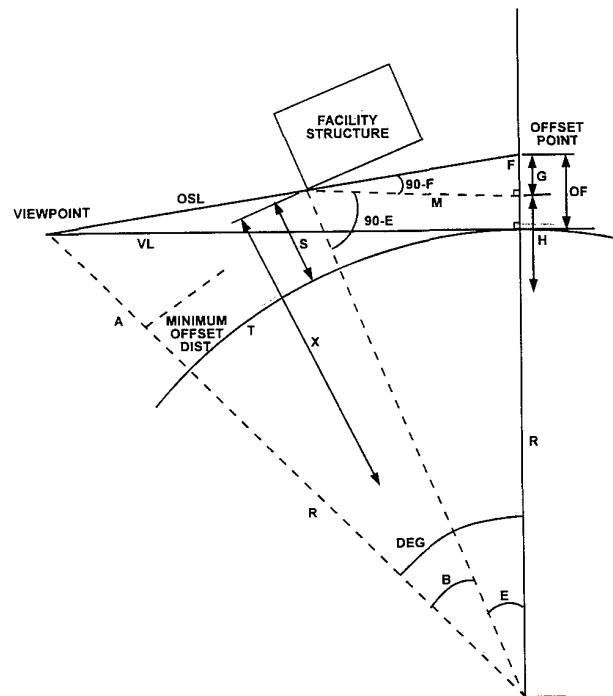 FACILITY
STRUCTURE
OFFSET
POINT
F
G
OF
90-F
M
OSL
VIEWPOINT
90-E
VL
S
H
A
MINIMUM
OFFSET
DIST.
T
X
R
R
DEG
B
E